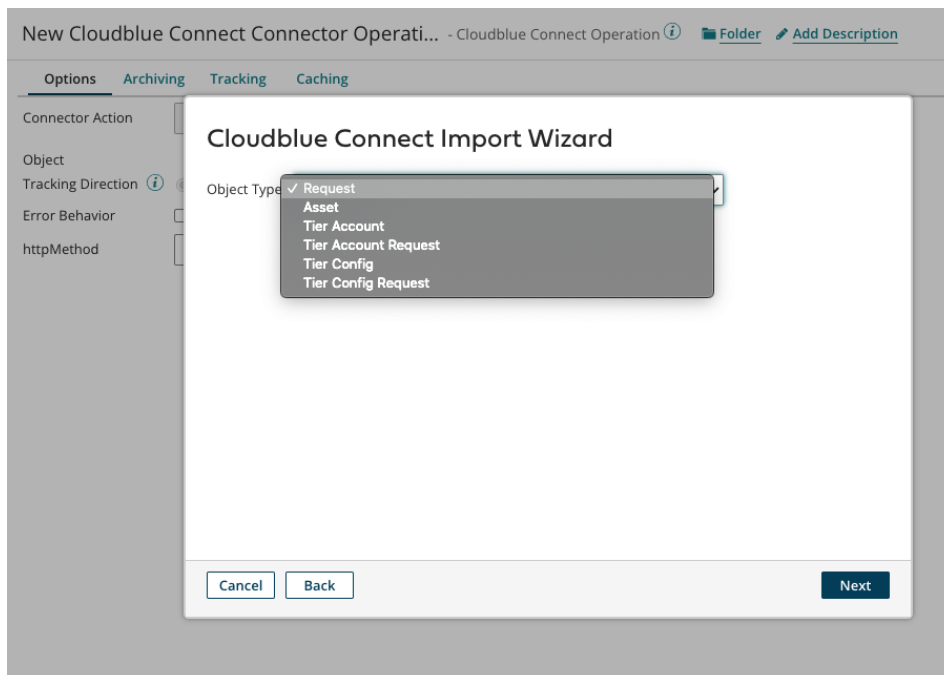 New Cloudblue Connect Connector Operati... - Cloudblue Connect Operation i Folder Add Description
Options Archiving Tracking Caching
Connector Action
Object
Tracking Direction i
Error Behavior
httpMethod
Cloudblue Connect Import Wizard
Object Type ✓ Request
Asset
Tier Account
Tier Account Request
Tier Config
Tier Config Request
Cancel Back Next